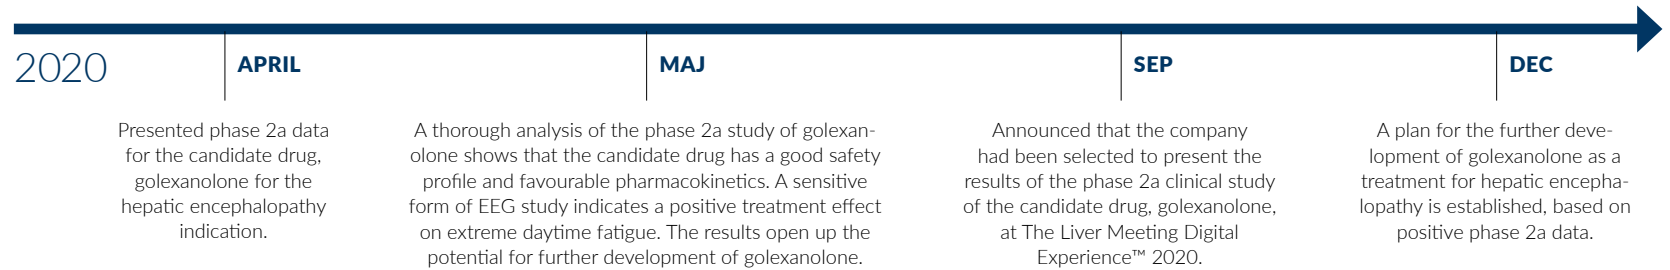 2020
APRIL
Presented phase 2a data
for the candidate drug,
golexanolone for the
hepatic encephalopathy
indication.
MAJ
A thorough analysis of the phase 2a study of golexan-
olone shows that the candidate drug has a good safety
profile and favourable pharmacokinetics. A sensitive
form of EEG study indicates a positive treatment effect
on extreme daytime fatigue. The results open up the
potential for further development of golexanolone.
SEP
Announced that the company
had been selected to present the
results of the phase 2a clinical study
of the candidate drug, golexanolone,
at The Liver Meeting Digital
Experience™ 2020.
DEC
A plan for the further deve-
lopment of golexanolone as a
treatment for hepatic encepha-
lopathy is established, based on
positive phase 2a data.